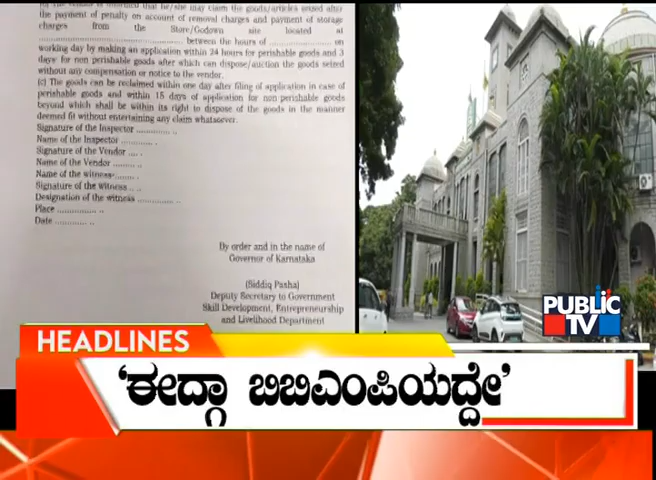 the payment of penalty on account of removal charges and payment of storage
charges from the Store/Godown site located at
between the hours of on
working day by making an application within 24 hours for perishable goods and 3
days for non perishable goods after which can dispose/auction the goods seized
without any compensation or notice to the vendor.
(c) The goods can be reclaimed within one day after filing of application in case of
perishable goods and within 15 days of application for non perishable goods
beyond which shall be within its right to dispose of the goods in the manner
deemed fit without entertaining any claim whatsoever.
Signature of the Inspector
Name of the Inspector
Signature of the Vendor
Name of the Vendor
Name of the witness
Signature of the witness
Designation of the witness
Place
Date
By order and in the name of
Governor of Karnataka
(Siddiq Pasha)
Deputy Secretary to Government
Skill Development, Entrepreneurship
and Livelihood Department
PUBLIC
TV
HEADLINES
‘ಈದ್ಗಾ ಬಿಬಿಎಂಪಿಯದ್ದೇ’